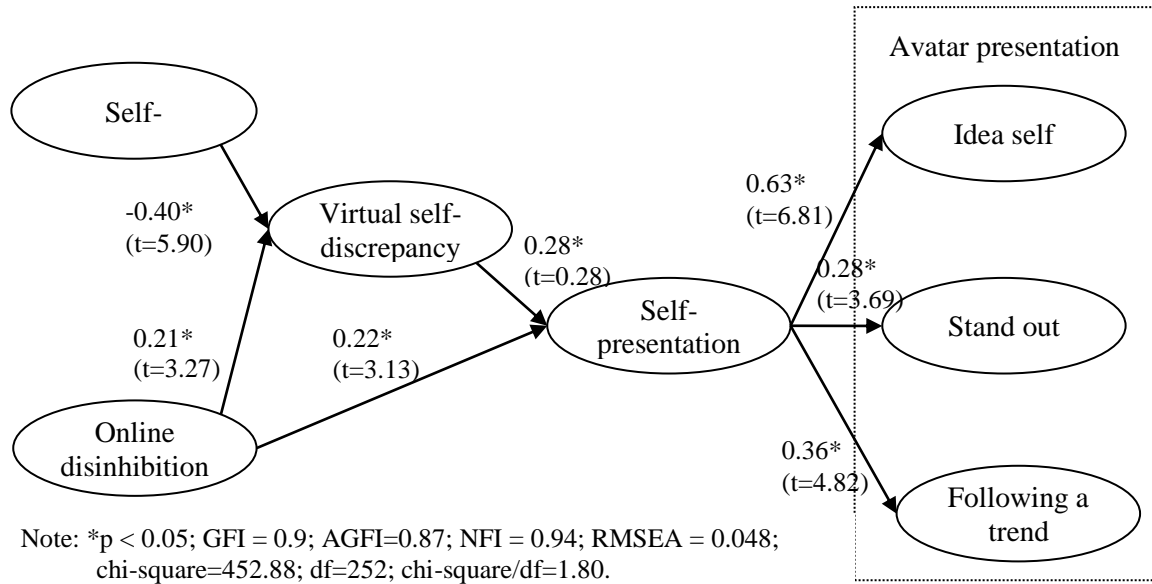 Avatar presentation
Self-
Idea self
-0.40*
(t=5.90)
Virtual self-
discrepancy
0.63*
(t=6.81)
0.28*
(t=0.28)
0.28*
(t=3.69)
Self-
presentation
Stand out
0.21*
(t=3.27)
0.22*
(t=3.13)
Online
disinhibition
0.36*
(t=4.82)
Following a
trend
Note: *p < 0.05; GFI = 0.9; AGFI=0.87; NFI = 0.94; RMSEA = 0.048;
chi-square=452.88; df=252; chi-square/df=1.80.